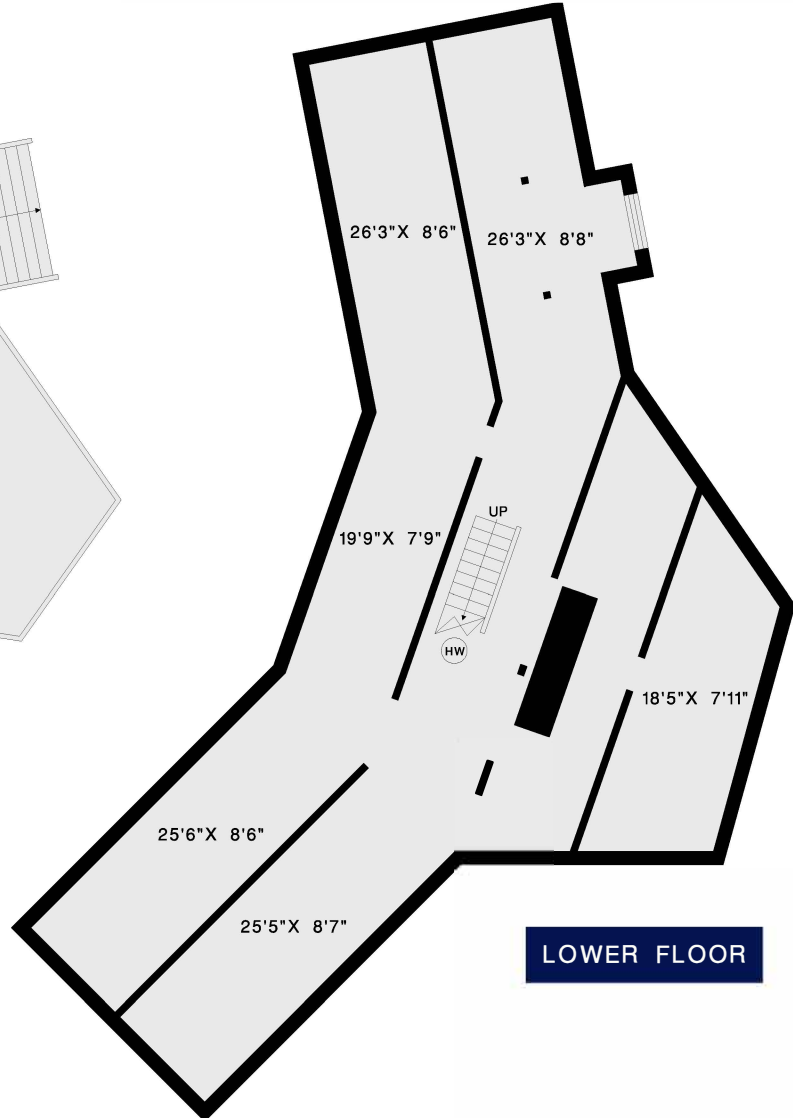 26'3"X 8'6"
26'3"X 8'8"
UP
19'9"X 7'9"
HW
18'5"X 7'11"
25'6"X 8'6"
25'5"X 8'7"
LOWER FLOOR